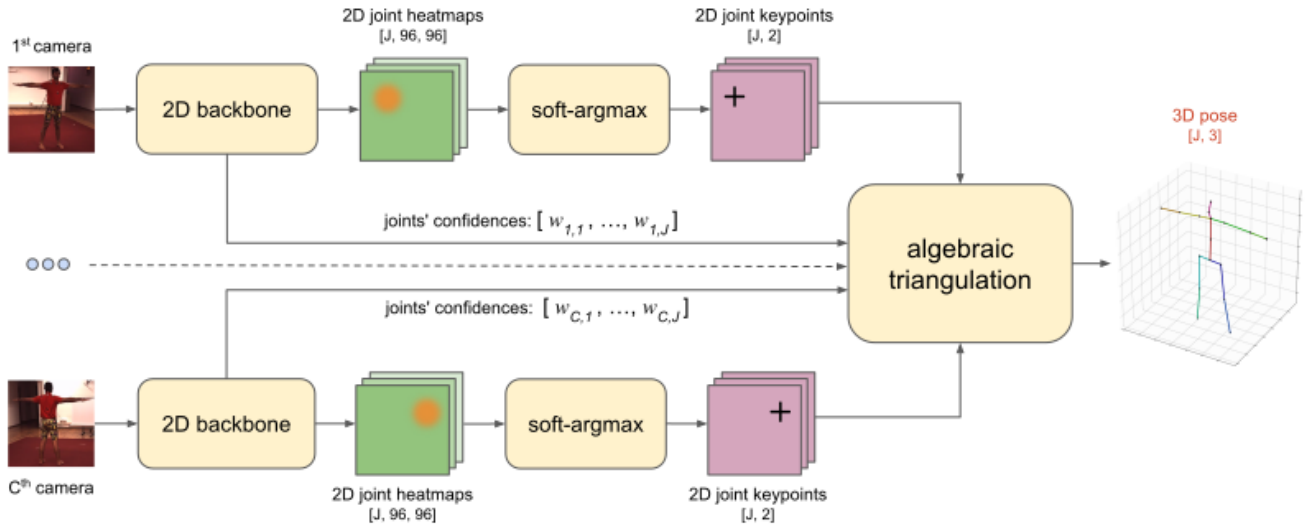 1st camera
2D backbone
2D joint heatmaps
[J, 96, 96]
soft-argmax
2D joint keypoints
[J, 2]
joints' confidences: [ w1,1 , ..., w1,J ]
algebraic
triangulation
3D pose
[J, 3]
joints' confidences: [ wC,1 , ..., wC,J ]
Cth camera
2D backbone
2D joint heatmaps
[J, 96, 96]
soft-argmax
2D joint keypoints
[J, 2]